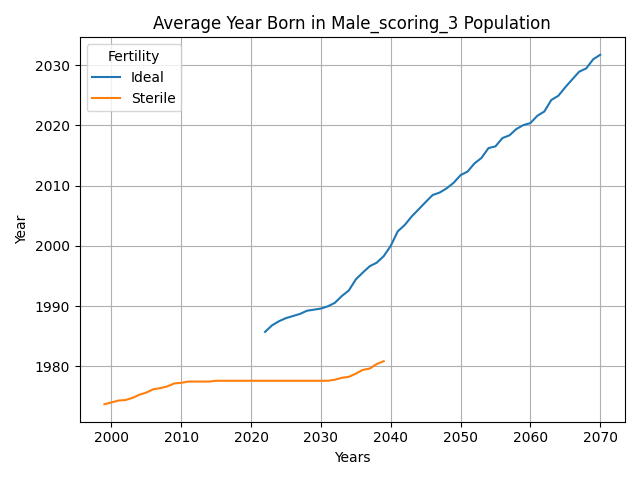 Average Year Born in Male_scoring_3 Population
Fertility
Ideal
Sterile
Year
2030
2020
2010
2000
1990
1980
2000 2010 2020 2030 2040 2050 2060 2070
Years